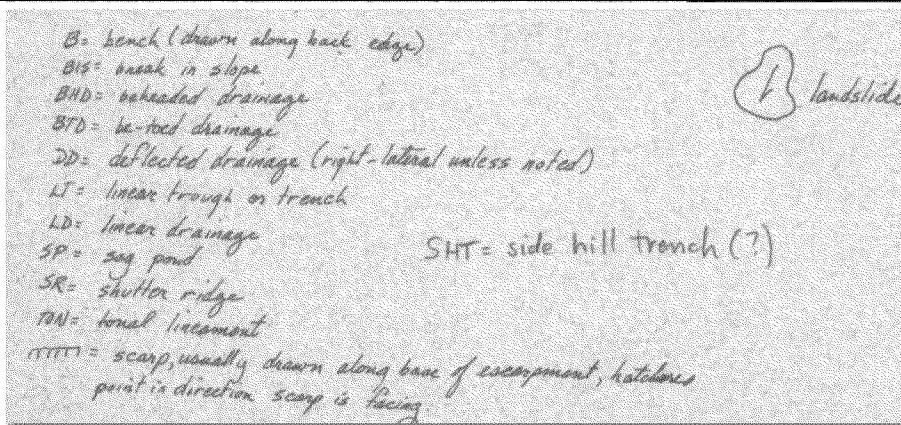 B= bench (drawn along back edge)
BIS= break in slope
BHD= beheaded drainage
BTD= be-toed drainage
DD= deflected drainage (right-lateral unless noted)
LT= linear trough or trench
LD= linear drainage
SP= sag pond
SR= shutter ridge
TON= tonal lineament
= scarp, usually drawn along base of escarpment, hatchures
point in direction scarp is facing.
L landslide
SHT= side hill trench (?)